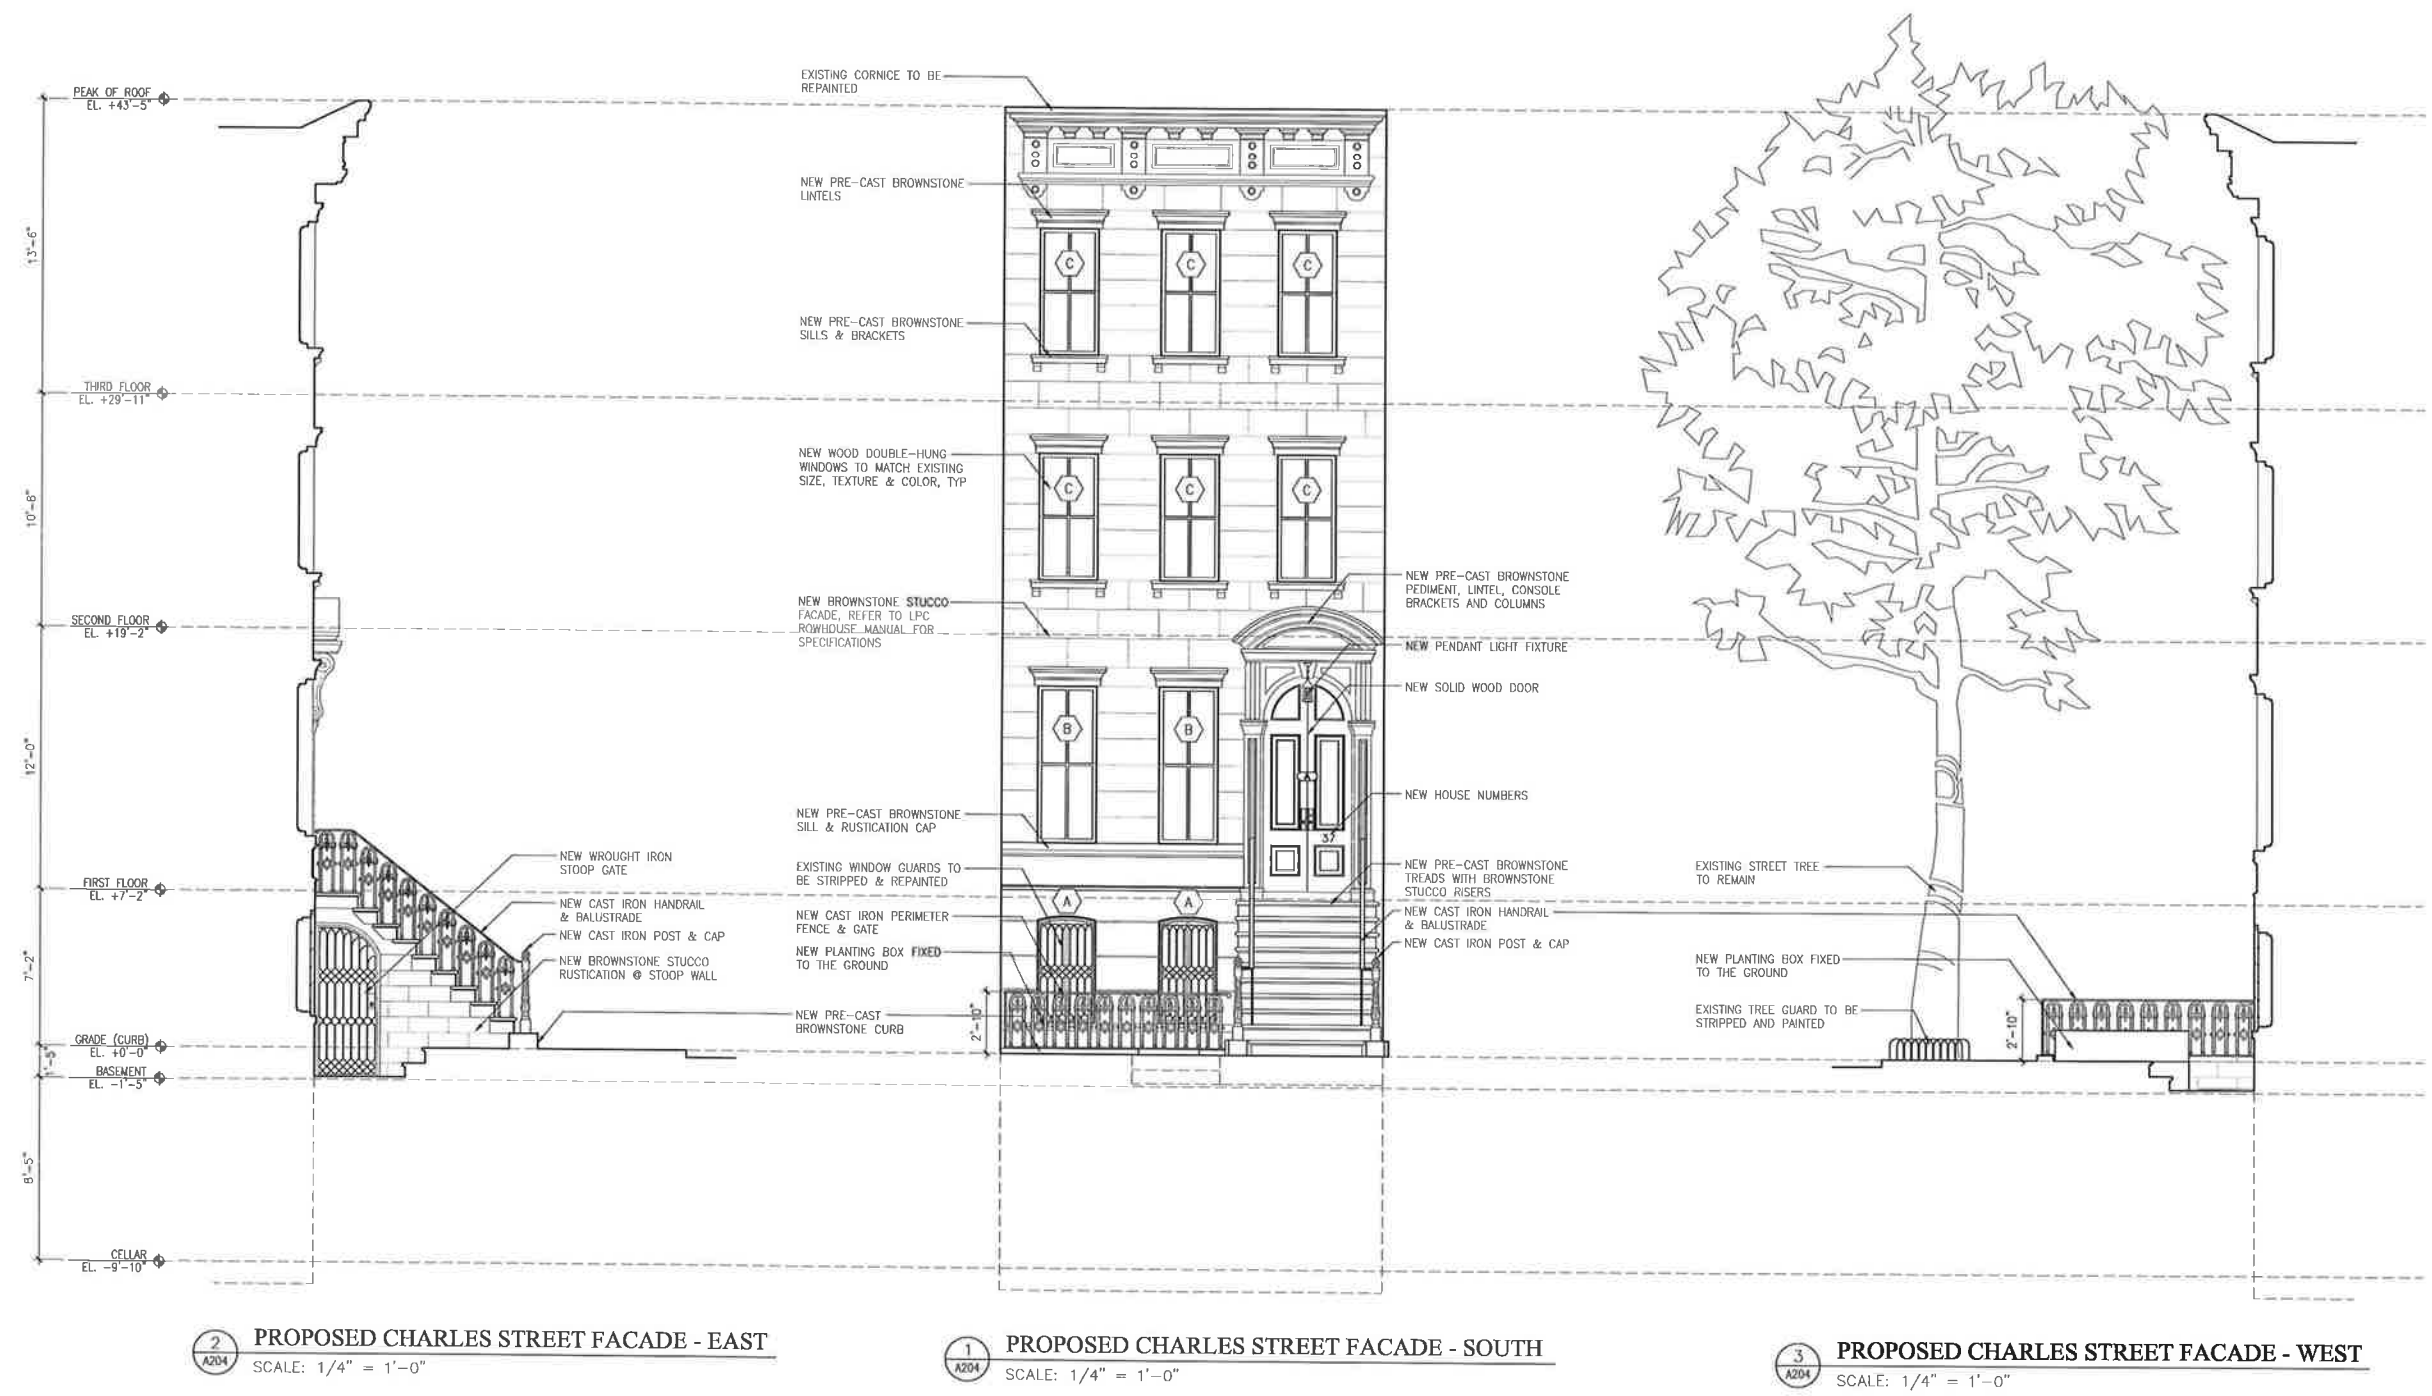 PEAK OF ROOF
EL. +43'-5"
13'-6"
THIRD FLOOR
EL. +29'-11"
SECOND FLOOR
EL. +19'-2"
12'-0"
FIRST FLOOR
EL. +7'-2"
7'-2"
GRADE (CURB)
EL. +0'-0"
1'-5"
BASEMENT
EL. -1'-5"
8'-5"
CELLAR
EL. -9'-10"
NEW WROUGHT IRON
STOOP GATE
NEW CAST IRON HANDRAIL
& BALUSTRADE
NEW CAST IRON POST & CAP
NEW BROWNSTONE STUCCO
RUSTICATION @ STOOP WALL
2
A204
PROPOSED CHARLES STREET FACADE - EAST
SCALE: 1/4" = 1'-0"
EXISTING CORNICE TO BE
REPAINTED
NEW PRE-CAST BROWNSTONE
LINTELS
NEW PRE-CAST BROWNSTONE
SILLS & BRACKETS
NEW WOOD DOUBLE-HUNG
WINDOWS TO MATCH EXISTING
SIZE, TEXTURE & COLOR, TYP
NEW BROWNSTONE STUCCO
FACADE, REFER TO LPC
ROWHOUSE MANUAL FOR
SPECIFICATIONS
NEW PRE-CAST BROWNSTONE
SILL & RUSTICATION CAP
EXISTING WINDOW GUARDS TO
BE STRIPPED & REPAINTED
NEW CAST IRON PERIMETER
FENCE & GATE
NEW PLANTING BOX FIXED
TO THE GROUND
NEW PRE-CAST
BROWNSTONE CURB
2'-10"
C C C
C C C
B B
A A
37
NEW PRE-CAST BROWNSTONE
PEDIMENT, LINTEL, CONSOLE
BRACKETS AND COLUMNS
NEW PENDANT LIGHT FIXTURE
NEW SOLID WOOD DOOR
NEW HOUSE NUMBERS
NEW PRE-CAST BROWNSTONE
TREADS WITH BROWNSTONE
STUCCO RISERS
NEW CAST IRON HANDRAIL
& BALUSTRADE
NEW CAST IRON POST & CAP
1
A204
PROPOSED CHARLES STREET FACADE - SOUTH
SCALE: 1/4" = 1'-0"
EXISTING STREET TREE
TO REMAIN
NEW PLANTING BOX FIXED
TO THE GROUND
EXISTING TREE GUARD TO BE
STRIPPED AND PAINTED
2'-10"
3
A204
PROPOSED CHARLES STREET FACADE - WEST
SCALE: 1/4" = 1'-0"